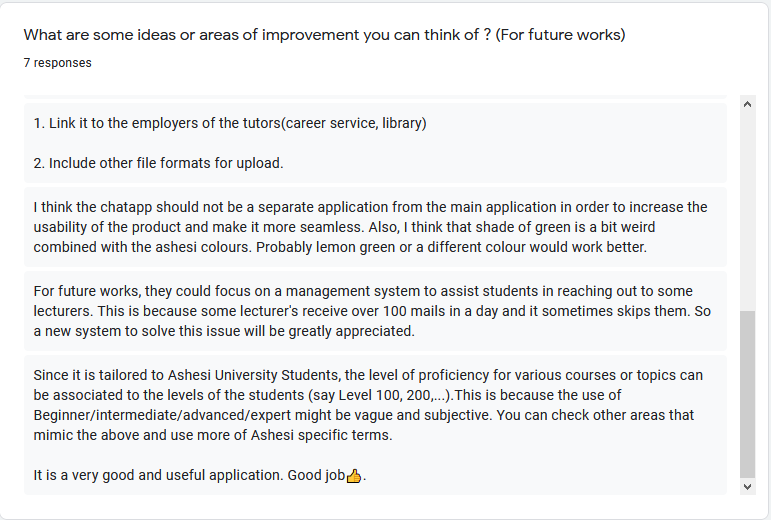 What are some ideas or areas of improvement you can think of ? (For future works)
7 responses
1. Link it to the employers of the tutors(career service, library)
2. Include other file formats for upload.
I think the chatapp should not be a separate application from the main application in order to increase the
usability of the product and make it more seamless. Also, I think that shade of green is a bit weird
combined with the ashesi colours. Probably lemon green or a different colour would work better.
For future works, they could focus on a management system to assist students in reaching out to some
lecturers. This is because some lecturer's receive over 100 mails in a day and it sometimes skips them. So
a new system to solve this issue will be greatly appreciated.
Since it is tailored to Ashesi University Students, the level of proficiency for various courses or topics can
be associated to the levels of the students (say Level 100, 200,...).This is because the use of
Beginner/intermediate/advanced/expert might be vague and subjective. You can check other areas that
mimic the above and use more of Ashesi specific terms.
It is a very good and useful application. Good job👍.